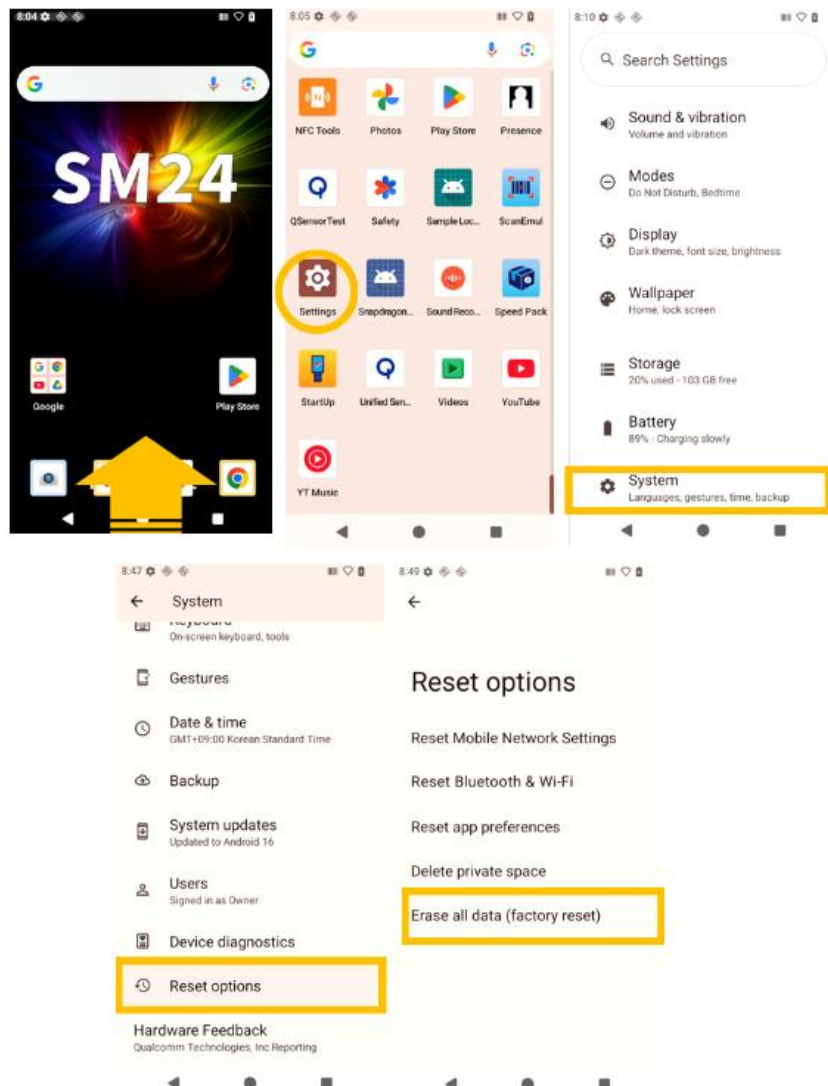 8:04
SM24
Google
Play Store
8:05
NFC Tools
Photos
Play Store
Presence
QSensorTest
Safety
Sample Loc...
ScanEmul
Settings
Snapdragon...
Sound Reco...
Speed Pack
StartUp
Unified Sen...
Videos
YouTube
YT Music
8:10
Search Settings
Sound & vibration
Volume and vibration
Modes
Do Not Disturb, Bedtime
Display
Dark theme, font size, brightness
Wallpaper
Home, lock screen
Storage
20% used - 103 GB free
Battery
89% - Charging slowly
System
Languages, gestures, time, backup
8:47
System
Keyboard
On-screen keyboard, tools
Gestures
Date & time
GMT+09:00 Korean Standard Time
Backup
System updates
Updated to Android 16
Users
Signed in as Owner
Device diagnostics
Reset options
Hardware Feedback
Qualcomm Technologies, Inc Reporting
8:49
Reset options
Reset Mobile Network Settings
Reset Bluetooth & Wi-Fi
Reset app preferences
Delete private space
Erase all data (factory reset)